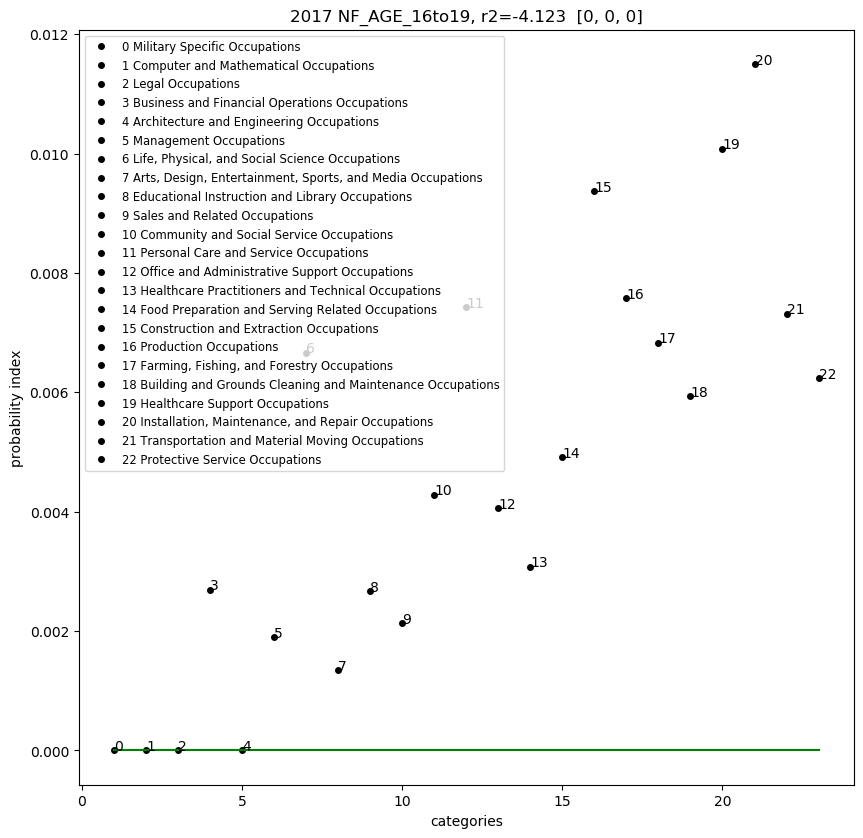 2017 NF_AGE_16to19, r2=-4.123 [0, 0, 0]
0.012
0.010
0.008
0.006
0.004
0.002
0.000
probability index
0 Military Specific Occupations
1 Computer and Mathematical Occupations
2 Legal Occupations
3 Business and Financial Operations Occupations
4 Architecture and Engineering Occupations
5 Management Occupations
6 Life, Physical, and Social Science Occupations
7 Arts, Design, Entertainment, Sports, and Media Occupations
8 Educational Instruction and Library Occupations
9 Sales and Related Occupations
10 Community and Social Service Occupations
11 Personal Care and Service Occupations
12 Office and Administrative Support Occupations
13 Healthcare Practitioners and Technical Occupations
14 Food Preparation and Serving Related Occupations
15 Construction and Extraction Occupations
16 Production Occupations
17 Farming, Fishing, and Forestry Occupations
18 Building and Grounds Cleaning and Maintenance Occupations
19 Healthcare Support Occupations
20 Installation, Maintenance, and Repair Occupations
21 Transportation and Material Moving Occupations
22 Protective Service Occupations
20
19
15
16
11
21
17
6
22
18
14
10
12
13
3
8
9
5
7
0
1
2
4
0
5
10
15
20
categories